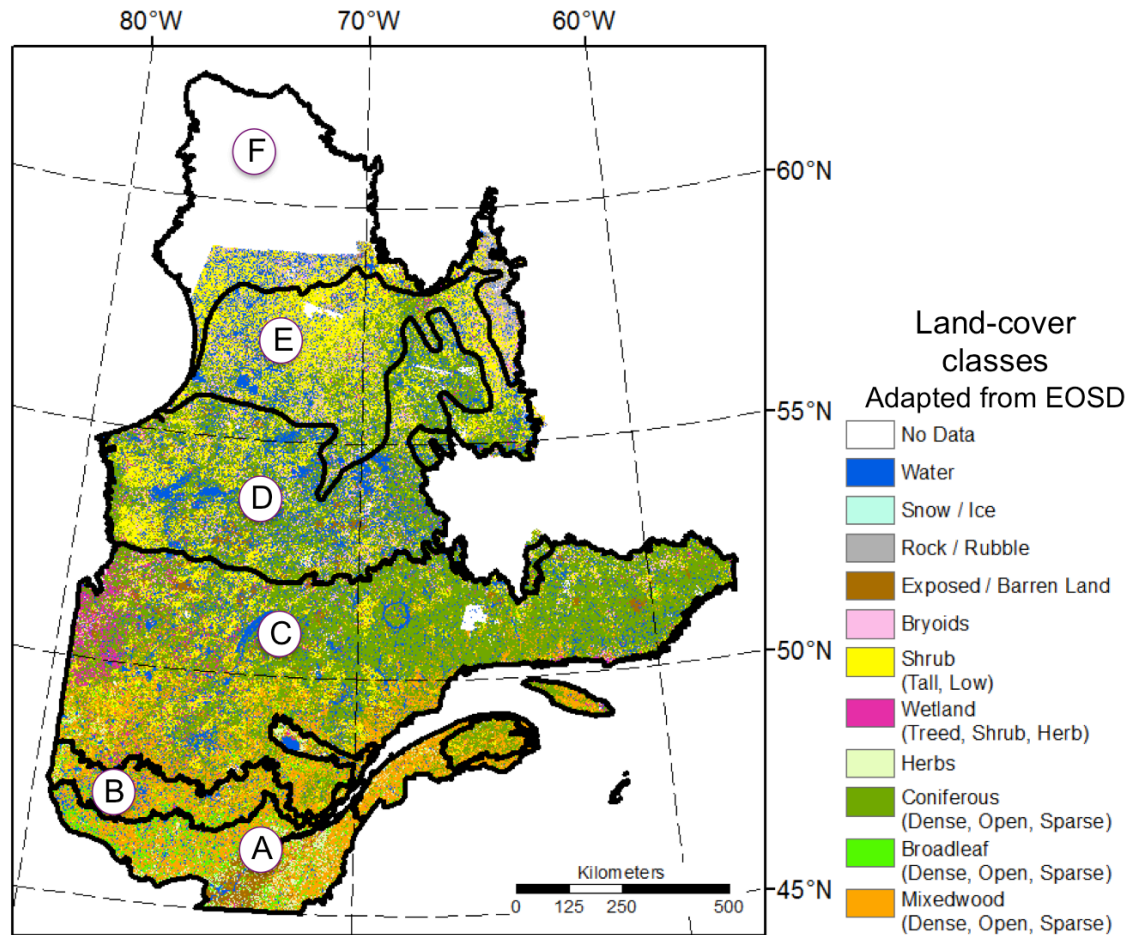 80°W 70°W 60°W
F
60°N
E
55°N
D
C
50°N
B
A
45°N
Kilometers
0 125 250 500
Land-cover
classes
Adapted from EOSD
No Data
Water
Snow / Ice
Rock / Rubble
Exposed / Barren Land
Bryoids
Shrub
(Tall, Low)
Wetland
(Treed, Shrub, Herb)
Herbs
Coniferous
(Dense, Open, Sparse)
Broadleaf
(Dense, Open, Sparse)
Mixedwood
(Dense, Open, Sparse)